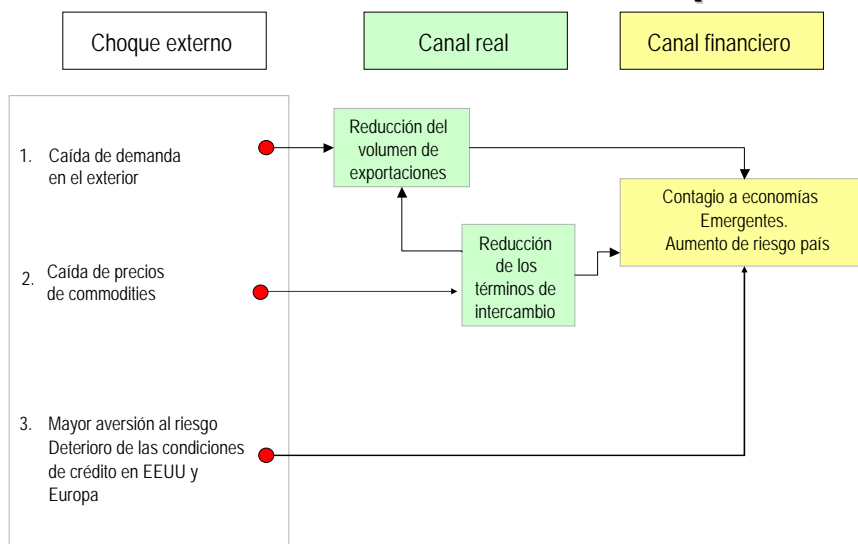 Choque externo
Canal real
Canal financiero
1. Caída de demanda
en el exterior
Reducción del
volumen de
exportaciones
Contagio a economías
Emergentes.
Aumento de riesgo país
Reducción
de los
términos de
intercambio
2. Caída de precios
de commodities
3. Mayor aversión al riesgo
Deterioro de las condiciones
de crédito en EEUU y
Europa